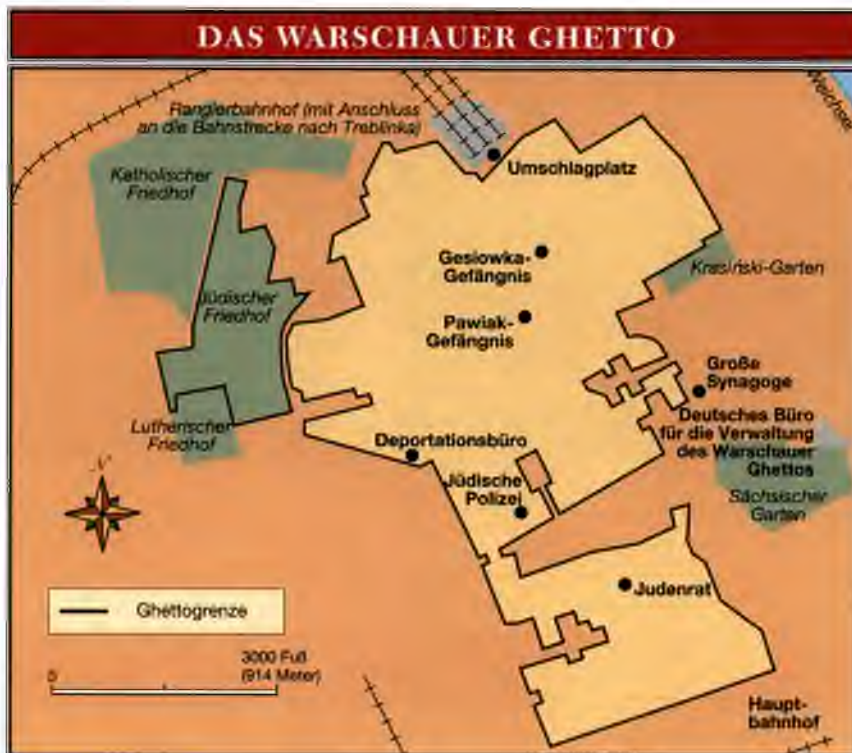 DAS WARSCHAUER GHETTO
Weichsel
Rangierbahnhof (mit Anschluss
an die Bahnstrecke nach Treblinka)
Katholischer
Friedhof
Umschlagplatz
Gesiowka-
Gefängnis
Krasiński-Garten
Jüdischer
Friedhof
Pawiak-
Gefängnis
Große
Synagoge
Lutherischer
Friedhof
Deportationsbüro
Deutsches Büro
für die Verwaltung
des Warschauer
Ghettos
N
Jüdische
Polizei
Sächsischer
Garten
Judenrat
Ghettogrenze
0
3000 Fuß
(914 Meter)
Haupt-
bahnhof